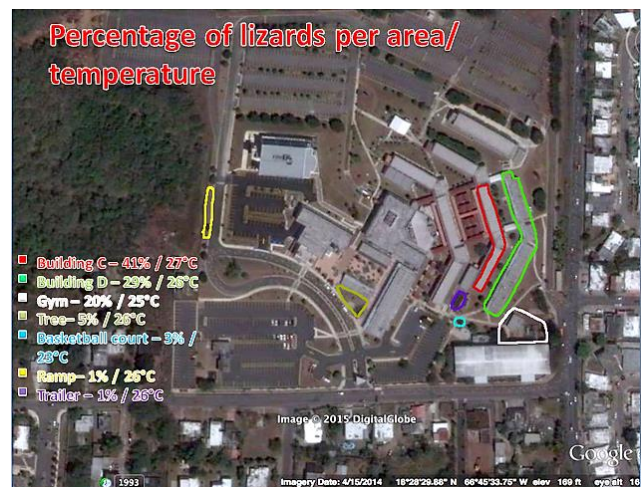 Percentage of lizards per area/
temperature
Building C – 41% / 27°C
Building D – 29% / 26°C
Gym – 20% / 25°C
Tree– 5% / 26°C
Basketball court – 3% /
23°C
Ramp– 1% / 26°C
Trailer – 1% / 26°C
Image © 2015 DigitalGlobe
Google
1993
Imagery Date: 4/15/2014 18°28'29.88" N 66°45'33.75" W elev 169 ft eye alt